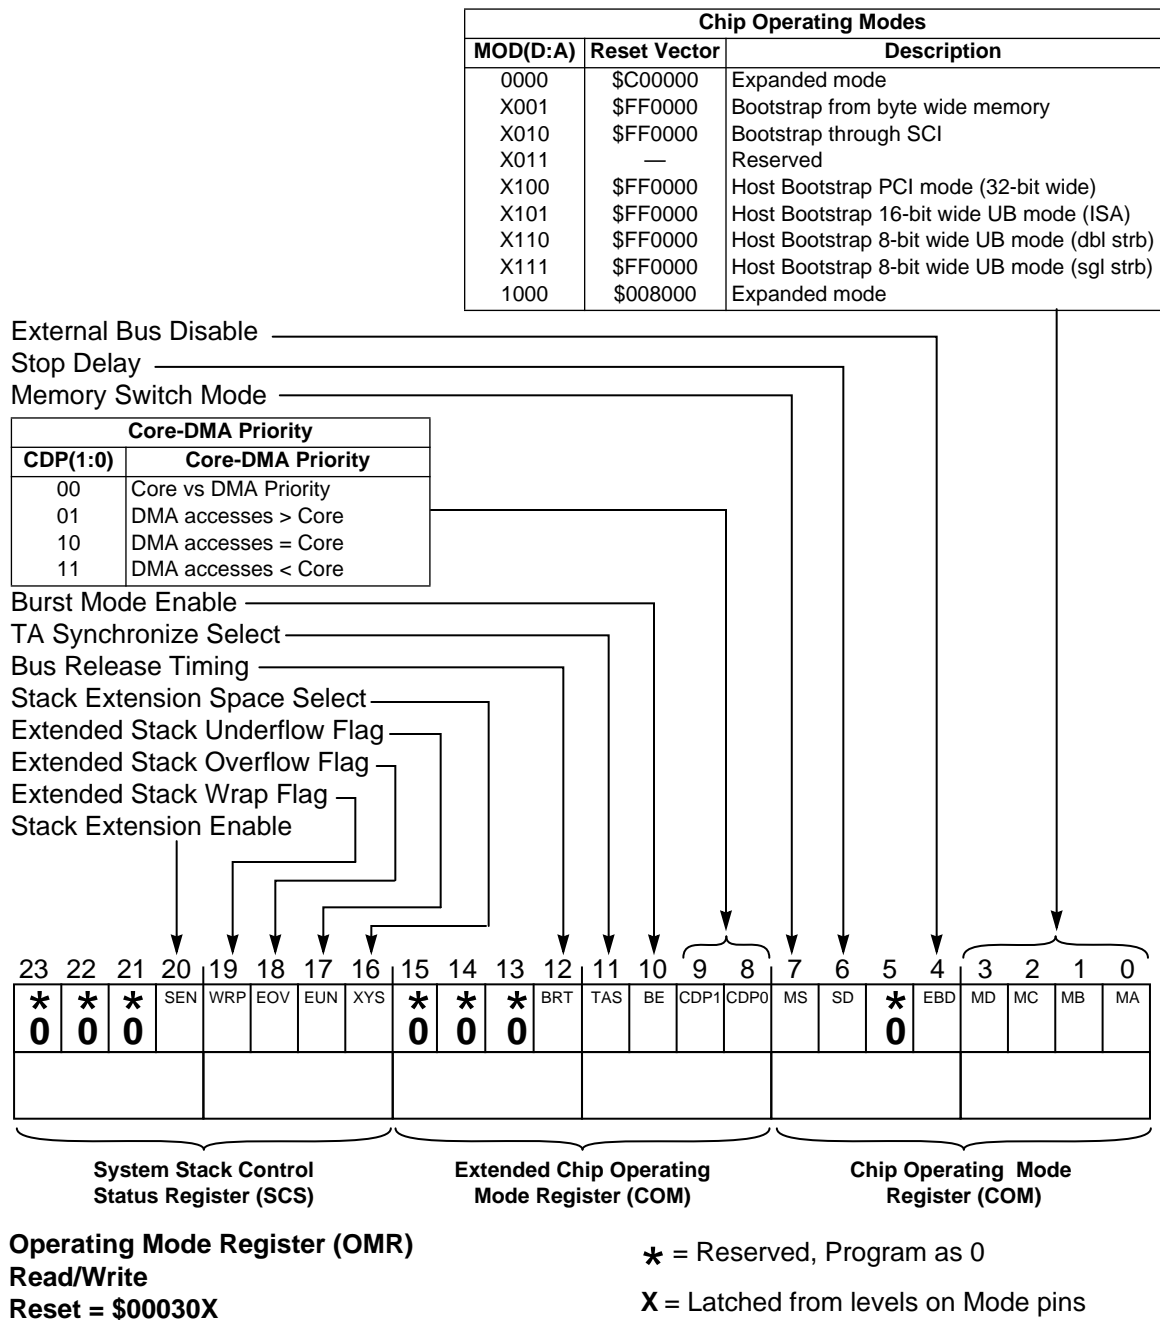 Chip Operating Modes
MOD(D:A) Reset Vector Description
0000 $C00000 Expanded mode
X001 $FF0000 Bootstrap from byte wide memory
X010 $FF0000 Bootstrap through SCI
X011 — Reserved
X100 $FF0000 Host Bootstrap PCI mode (32-bit wide)
X101 $FF0000 Host Bootstrap 16-bit wide UB mode (ISA)
X110 $FF0000 Host Bootstrap 8-bit wide UB mode (dbl strb)
X111 $FF0000 Host Bootstrap 8-bit wide UB mode (sgl strb)
1000 $008000 Expanded mode
External Bus Disable
Stop Delay
Memory Switch Mode
Core-DMA Priority
CDP(1:0) Core-DMA Priority
00 Core vs DMA Priority
01 DMA accesses > Core
10 DMA accesses = Core
11 DMA accesses < Core
Burst Mode Enable
TA Synchronize Select
Bus Release Timing
Stack Extension Space Select
Extended Stack Underflow Flag
Extended Stack Overflow Flag
Extended Stack Wrap Flag
Stack Extension Enable
23 22 21 20 19 18 17 16 15 14 13 12 11 10 9 8 7 6 5 4 3 2 1 0
* * * SEN WRP EOV EUN XYS * * * BRT TAS BE CDP1 CDP0 MS SD * EBD MD MC MB MA
0 0 0 0 0 0 0
System Stack Control
Status Register (SCS)
Extended Chip Operating
Mode Register (COM)
Chip Operating Mode
Register (COM)
Operating Mode Register (OMR)
Read/Write
Reset = $00030X
* = Reserved, Program as 0
X = Latched from levels on Mode pins